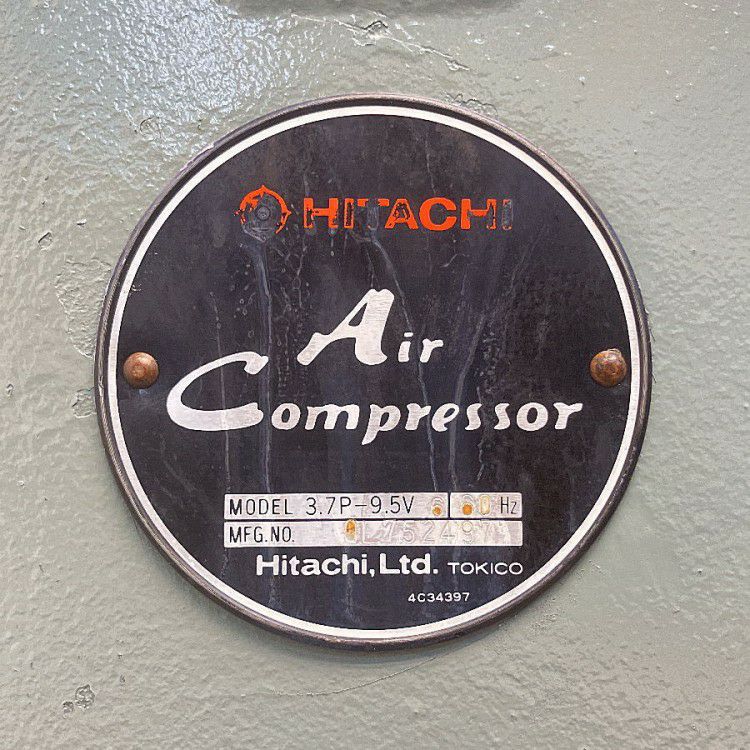 HITACHI
Air
Compressor
MODEL 3.7P-9.5V 6 60 Hz
MFG.NO.
Hitachi, Ltd. TOKICO
4C34397